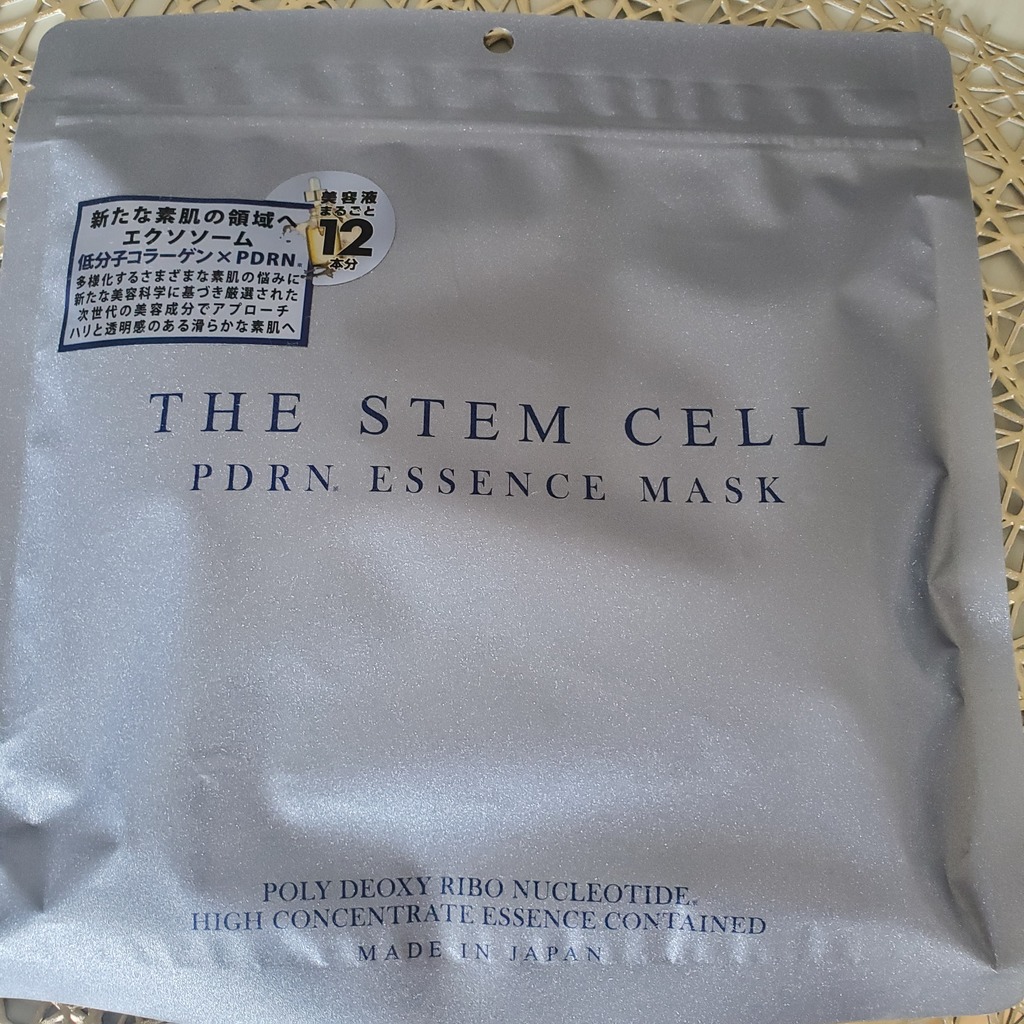 美容液
まるごと
12
本分
新たな素肌の領域へ
エクソソーム
低分子コラーゲン×PDRN※
多様化するさまざまな素肌の悩みに
新たな美容科学に基づき厳選された
次世代の美容成分でアプローチ
ハリと透明感のある滑らかな素肌へ
THE STEM CELL
PDRN※ ESSENCE MASK
POLY DEOXY RIBO NUCLEOTIDE※
HIGH CONCENTRATE ESSENCE CONTAINED
MADE IN JAPAN